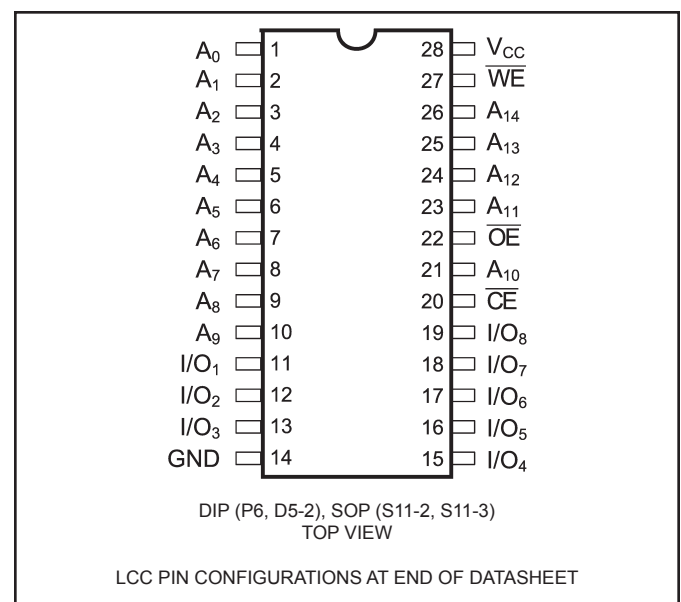 A0 1 28 VCC
A1 2 27 W̅E̅
A2 3 26 A14
A3 4 25 A13
A4 5 24 A12
A5 6 23 A11
A6 7 22 O̅E̅
A7 8 21 A10
A8 9 20 C̅E̅
A9 10 19 I/O8
I/O1 11 18 I/O7
I/O2 12 17 I/O6
I/O3 13 16 I/O5
GND 14 15 I/O4
DIP (P6, D5-2), SOP (S11-2, S11-3)
TOP VIEW
LCC PIN CONFIGURATIONS AT END OF DATASHEET